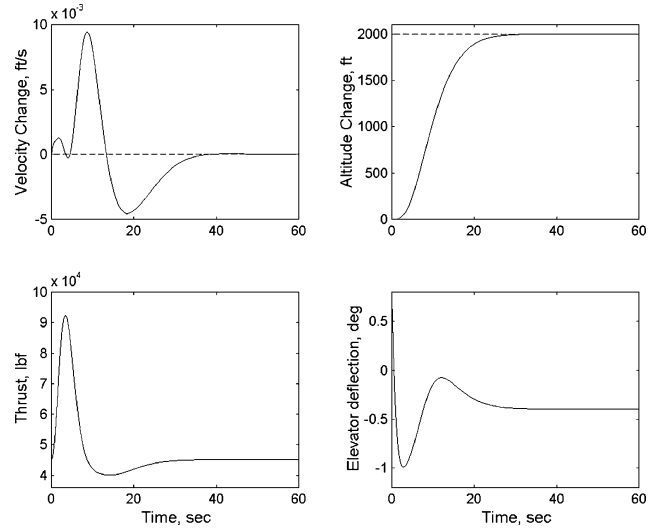 x 10-3
10
5
0
-5
Velocity Change, ft/s
0 20 40 60
2000
1500
1000
500
0
Altitude Change, ft
0 20 40 60
x 10 4
10
9
8
7
6
5
4
Thrust, lbf
0 20 40 60
Time, sec
0.5
0
-0.5
-1
Elevator deflection, deg
0 20 40 60
Time, sec